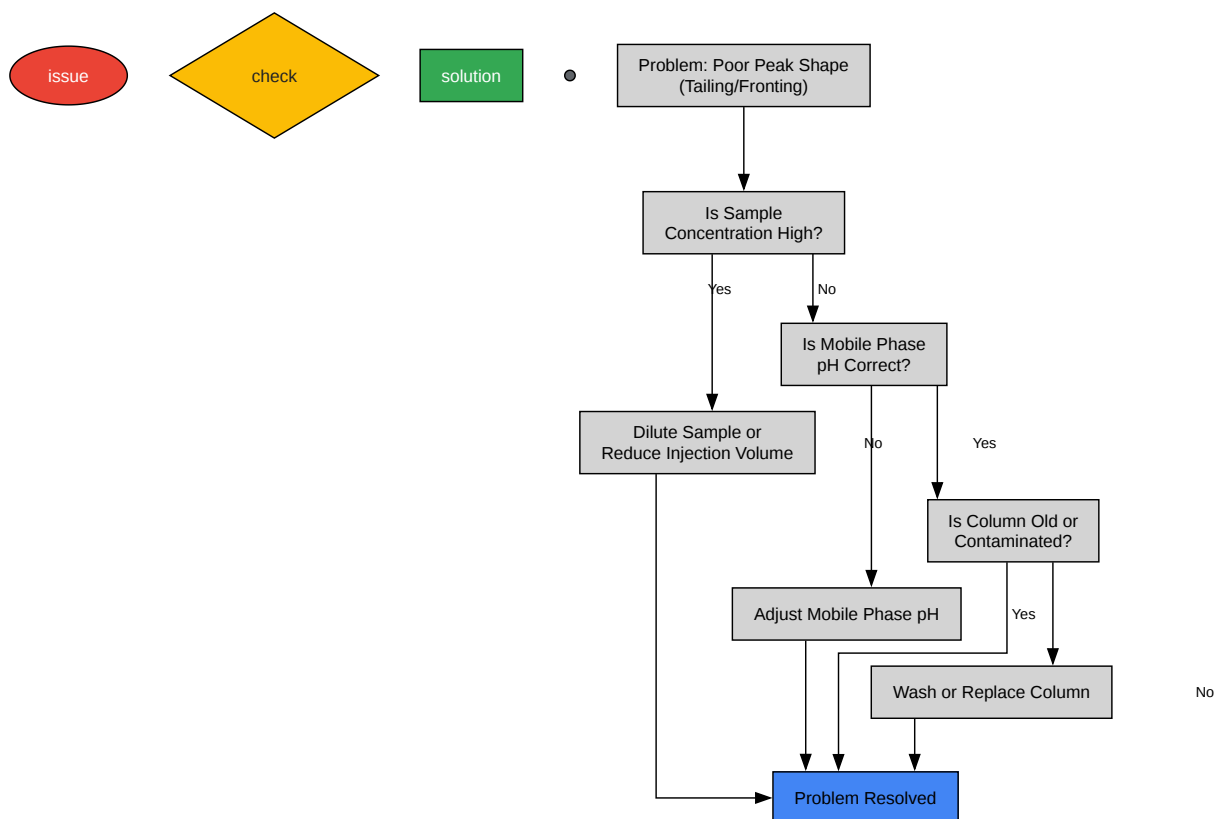 issue
check
solution
Problem: Poor Peak Shape
(Tailing/Fronting)
Is Sample
Concentration High?
Yes
No
Is Mobile Phase
pH Correct?
Dilute Sample or
Reduce Injection Volume
No
Yes
Is Column Old or
Contaminated?
Adjust Mobile Phase pH
Yes
Wash or Replace Column
No
Problem Resolved